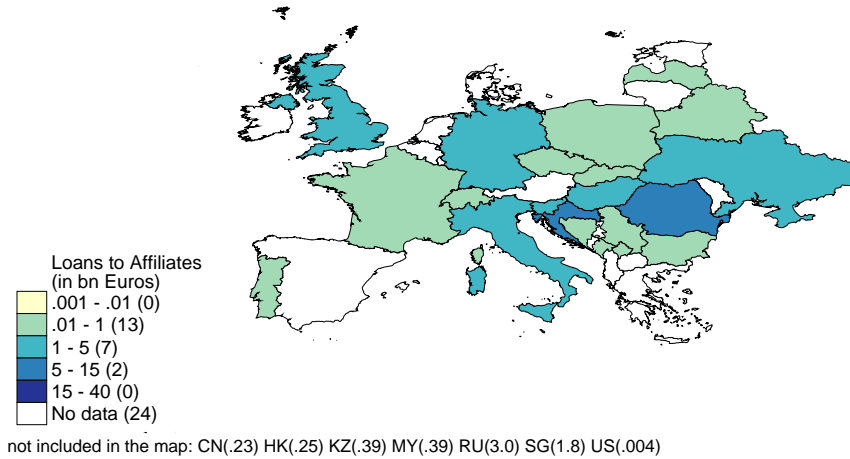 Loans to Affiliates
(in bn Euros)
.001 - .01 (0)
.01 - 1 (13)
1 - 5 (7)
5 - 15 (2)
15 - 40 (0)
No data (24)
not included in the map: CN(.23) HK(.25) KZ(.39) MY(.39) RU(3.0) SG(1.8) US(.004)